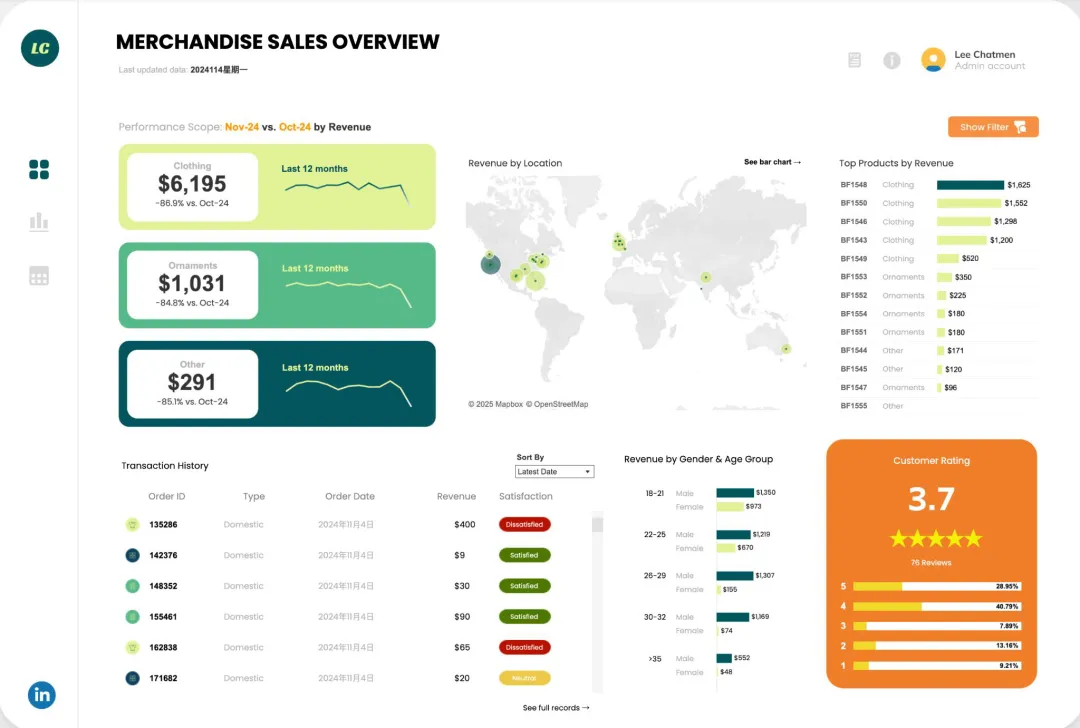 LC
MERCHANDISE SALES OVERVIEW
Last updated data: 2024114星期一
Lee Chatmen
Admin account
Performance Scope: Nov-24 vs. Oct-24 by Revenue
Show Filter
Clothing
$6,195
-86.9% vs. Oct-24
Last 12 months
Ornaments
$1,031
-84.8% vs. Oct-24
Last 12 months
Other
$291
-85.1% vs. Oct-24
Last 12 months
Revenue by Location
See bar chart →
© 2025 Mapbox © OpenStreetMap
Top Products by Revenue
BF1548 Clothing $1,625
BF1550 Clothing $1,552
BF1546 Clothing $1,298
BF1543 Clothing $1,200
BF1549 Clothing $520
BF1553 Ornaments $350
BF1552 Ornaments $225
BF1554 Ornaments $180
BF1551 Ornaments $180
BF1544 Other $171
BF1545 Other $120
BF1547 Ornaments $96
BF1555 Other
Transaction History
Sort By
Latest Date
Order ID Type Order Date Revenue Satisfaction
135286 Domestic 2024年11月4日 $400 Dissatisfied
142376 Domestic 2024年11月4日 $9 Satisfied
148352 Domestic 2024年11月4日 $30 Satisfied
155461 Domestic 2024年11月4日 $90 Satisfied
162838 Domestic 2024年11月4日 $65 Dissatisfied
171682 Domestic 2024年11月4日 $20 Neutral
See full records →
Revenue by Gender & Age Group
18-21 Male $1,350
Female $973
22-25 Male $1,219
Female $670
26-29 Male $1,307
Female $155
30-32 Male $1,169
Female $74
>35 Male $552
Female $48
Customer Rating
3.7
76 Reviews
5 28.95%
4 40.79%
3 7.89%
2 13.16%
1 9.21%
in